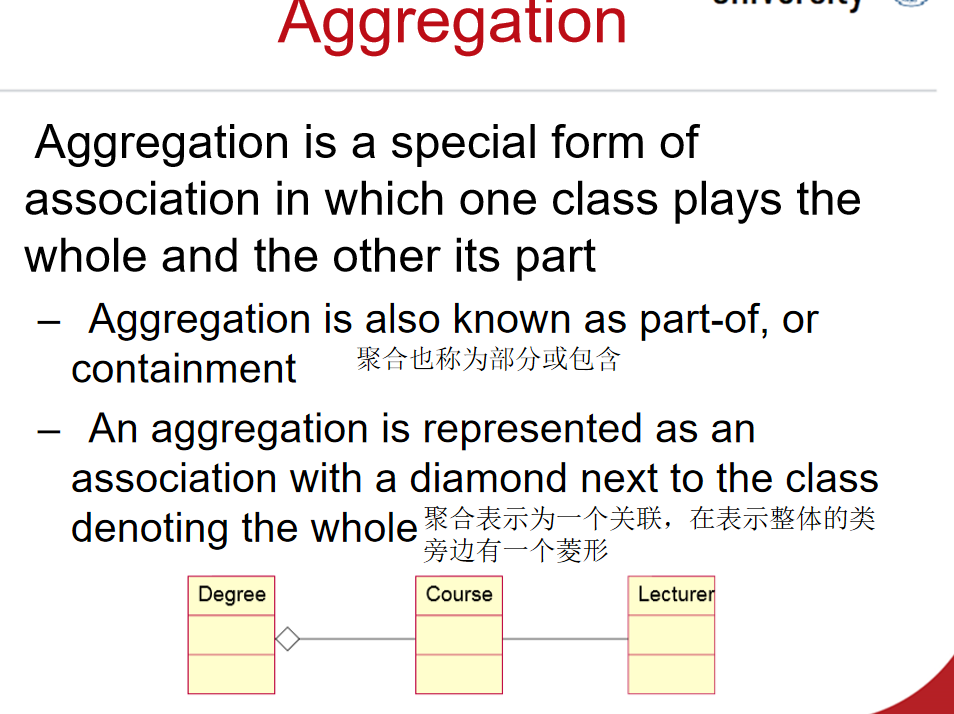 Aggregation
University
Aggregation is a special form of
association in which one class plays the
whole and the other its part
– Aggregation is also known as part-of, or
containment
聚合也称为部分或包含
– An aggregation is represented as an
association with a diamond next to the class
denoting the whole
聚合表示为一个关联，在表示整体的类
旁边有一个菱形
Degree
Course
Lecturer